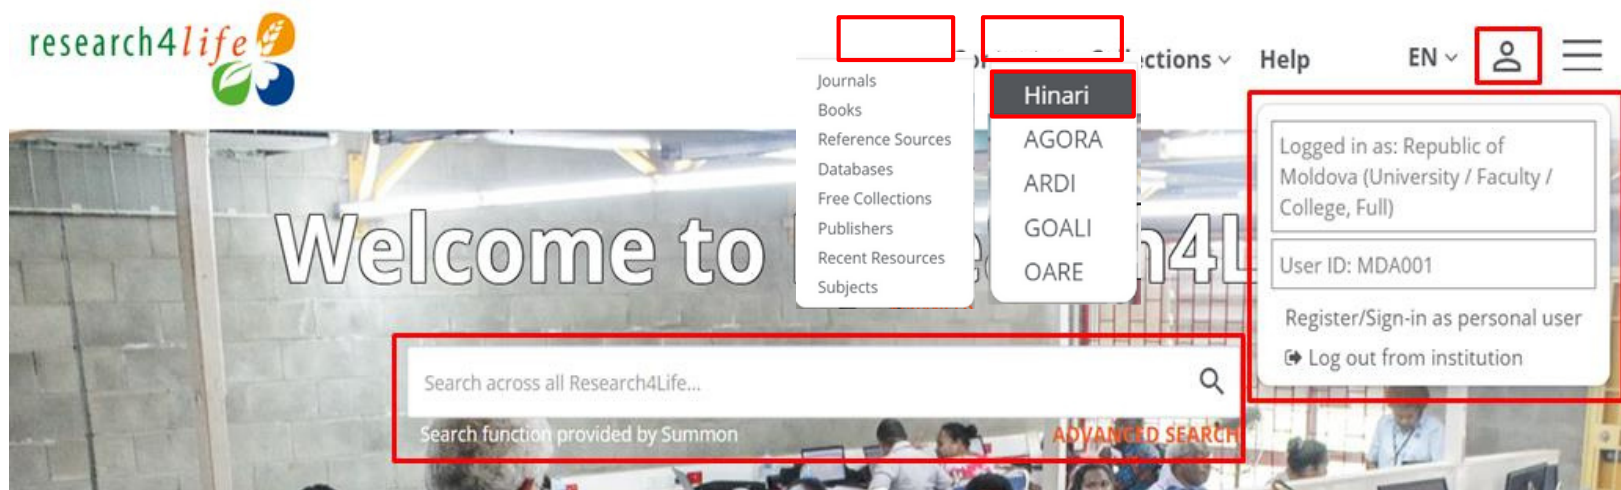 research4life
Help
EN
Journals
Books
Reference Sources
Databases
Free Collections
Publishers
Recent Resources
Subjects
Hinari
AGORA
ARDI
GOALI
OARE
Logged in as: Republic of
Moldova (University / Faculty /
College, Full)
User ID: MDA001
Register/Sign-in as personal user
Log out from institution
Welcome to
Search across all Research4Life...
Search function provided by Summon
ADVANCED SEARCH